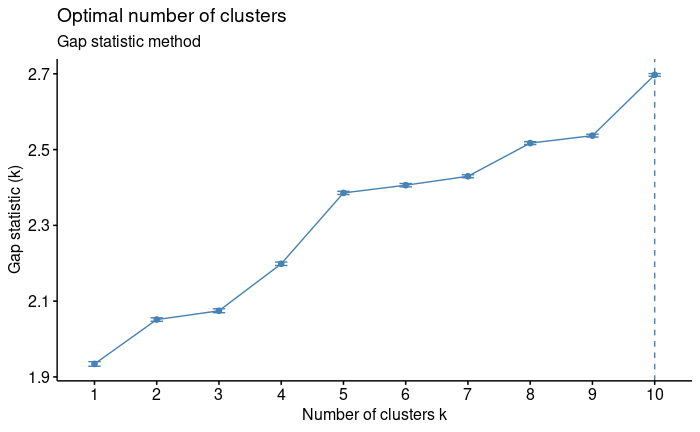 Optimal number of clusters
Gap statistic method
Gap statistic (k)
2.7
2.5
2.3
2.1
1.9
1 2 3 4 5 6 7 8 9 10
Number of clusters k